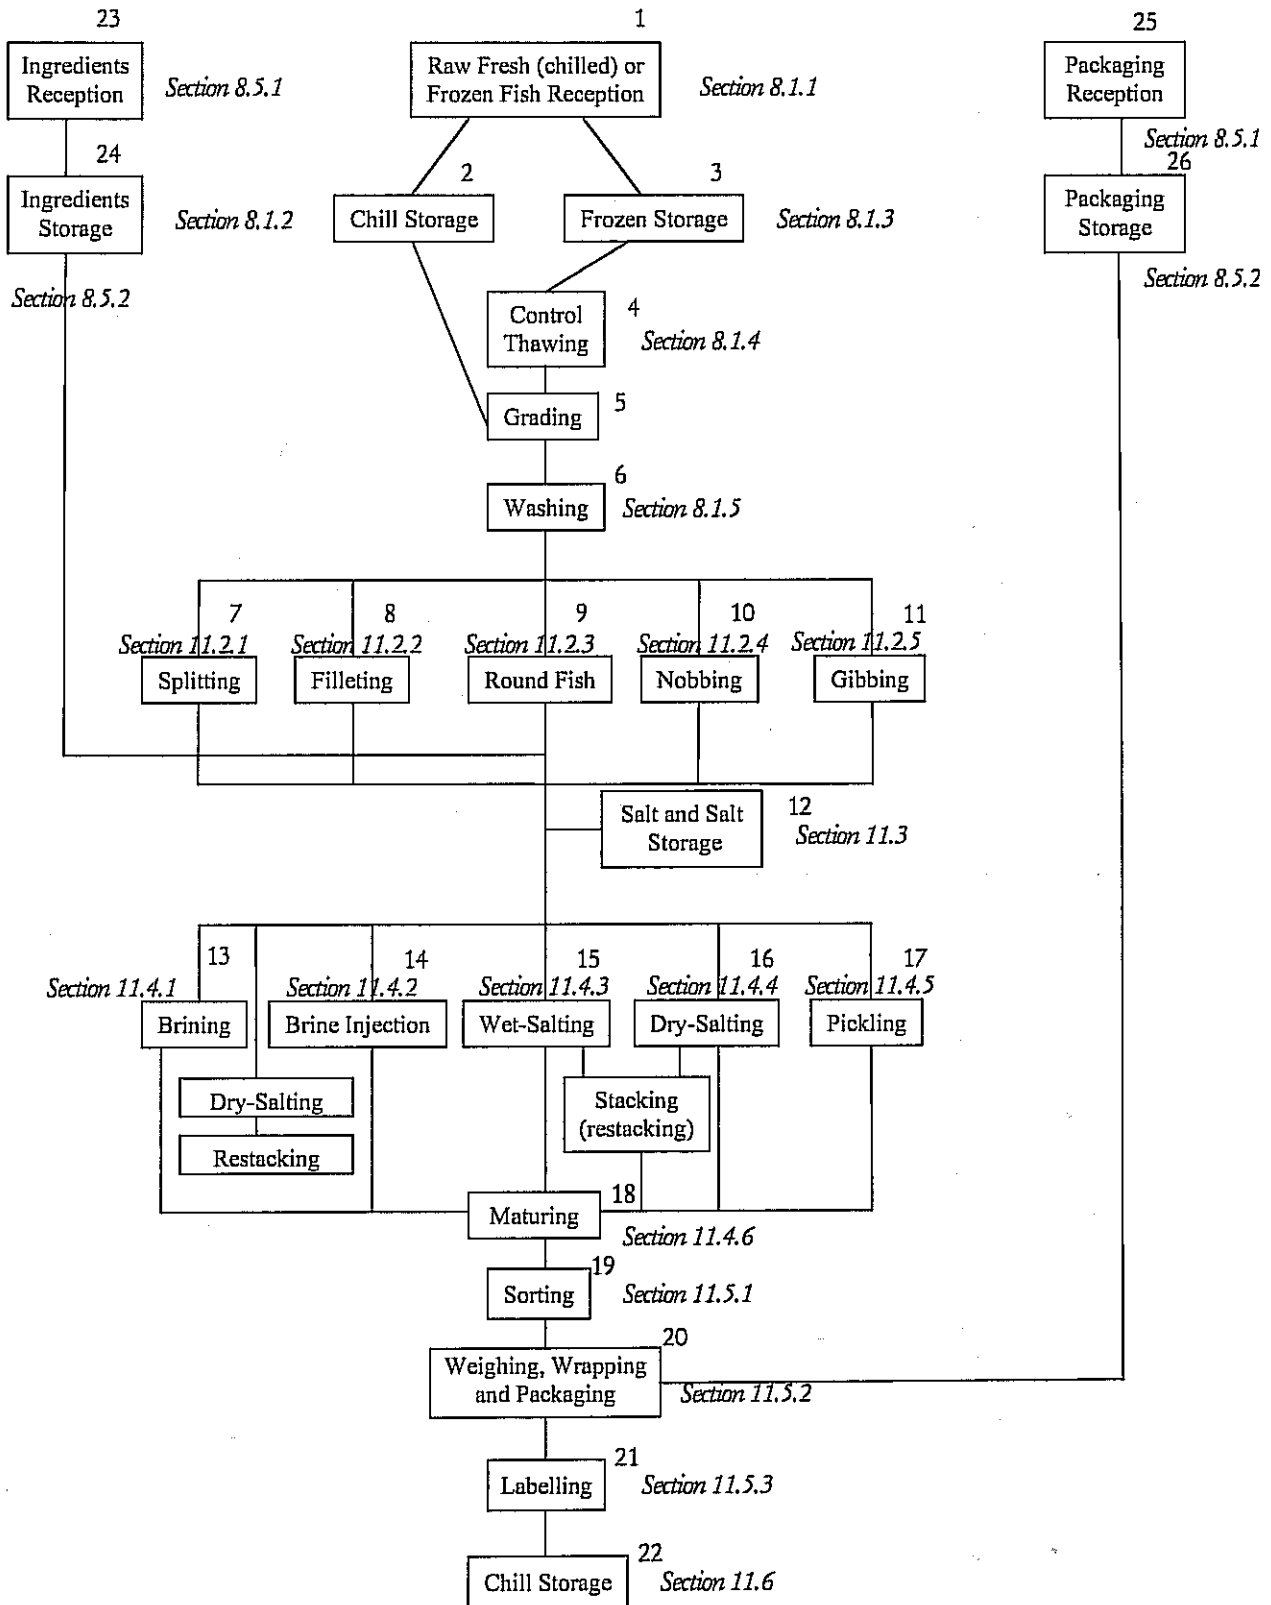 23
1
25
Ingredients
Reception
Section 8.5.1
Raw Fresh (chilled) or
Frozen Fish Reception
Section 8.1.1
Packaging
Reception
Section 8.5.1
24
2
3
26
Ingredients
Storage
Section 8.1.2
Chill Storage
Frozen Storage
Section 8.1.3
Packaging
Storage
Section 8.5.2
Section 8.5.2
Control
Thawing
4
Section 8.1.4
Grading
5
Washing
6
Section 8.1.5
7
8
9
10
11
Section 11.2.1
Section 11.2.2
Section 11.2.3
Section 11.2.4
Section 11.2.5
Splitting
Filleting
Round Fish
Nobbing
Gibbing
Salt and Salt
Storage
12
Section 11.3
13
14
15
16
17
Section 11.4.1
Section 11.4.2
Section 11.4.3
Section 11.4.4
Section 11.4.5
Brining
Brine Injection
Wet-Salting
Dry-Salting
Pickling
Dry-Salting
Restacking
Stacking
(restacking)
Maturing
18
Section 11.4.6
Sorting
19
Section 11.5.1
20
Weighing, Wrapping
and Packaging
Section 11.5.2
Labelling
21
Section 11.5.3
Chill Storage
22
Section 11.6